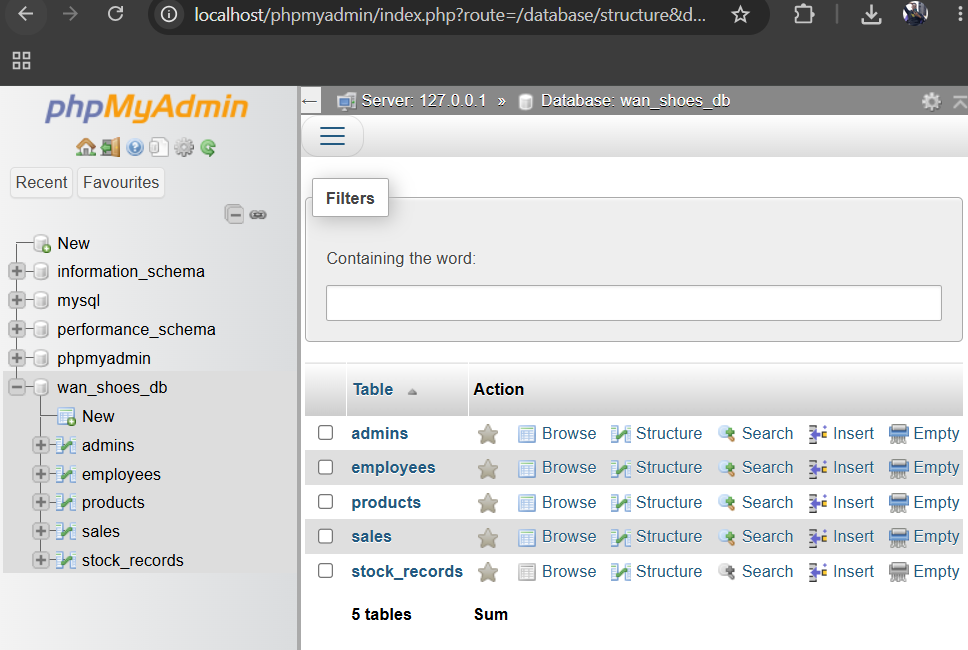 localhost/phpmyadmin/index.php?route=/database/structure&d...
phpMyAdmin
Recent Favourites
New
information_schema
mysql
performance_schema
phpmyadmin
wan_shoes_db
New
admins
employees
products
sales
stock_records
Server: 127.0.0.1 » Database: wan_shoes_db
Filters
Containing the word:
Table Action
admins Browse Structure Search Insert Empty
employees Browse Structure Search Insert Empty
products Browse Structure Search Insert Empty
sales Browse Structure Search Insert Empty
stock_records Browse Structure Search Insert Empty
5 tables Sum